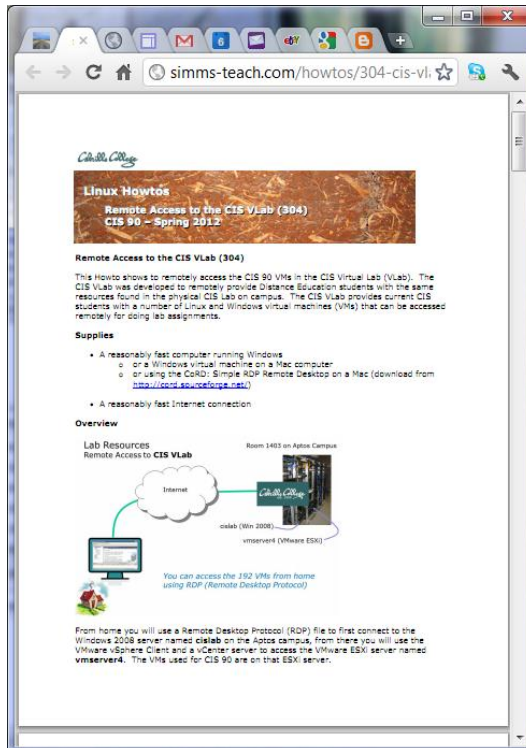 simms-teach.com/howtos/304-cis-vl
Cabrillo College
Linux Howtos
Remote Access to the CIS VLab (304)
CIS 90 – Spring 2012
Remote Access to the CIS VLab (304)
This Howto shows to remotely access the CIS 90 VMs in the CIS Virtual Lab (VLab). The
CIS VLab was developed to remotely provide Distance Education students with the same
resources found in the physical CIS Lab on campus. The CIS VLab provides current CIS
students with a number of Linux and Windows virtual machines (VMs) that can be accessed
remotely for doing lab assignments.
Supplies
• A reasonably fast computer running Windows
o or a Windows virtual machine on a Mac computer
o or using the CoRD: Simple RDP Remote Desktop on a Mac (download from
http://cord.sourceforge.net/)
• A reasonably fast Internet connection
Overview
Lab Resources
Remote Access to CIS VLab
Room 1403 on Aptos Campus
Internet
Cabrillo College
cislab (Win 2008)
vmserver4 (VMware ESXi)
You can access the 192 VMs from home
using RDP (Remote Desktop Protocol)
From home you will use a Remote Desktop Protocol (RDP) file to first connect to the
Windows 2008 server named cislab on the Aptos campus, from there you will use the
VMware vSphere Client and a vCenter server to access the VMware ESXi server named
vmserver4. The VMs used for CIS 90 are on that ESXi server.